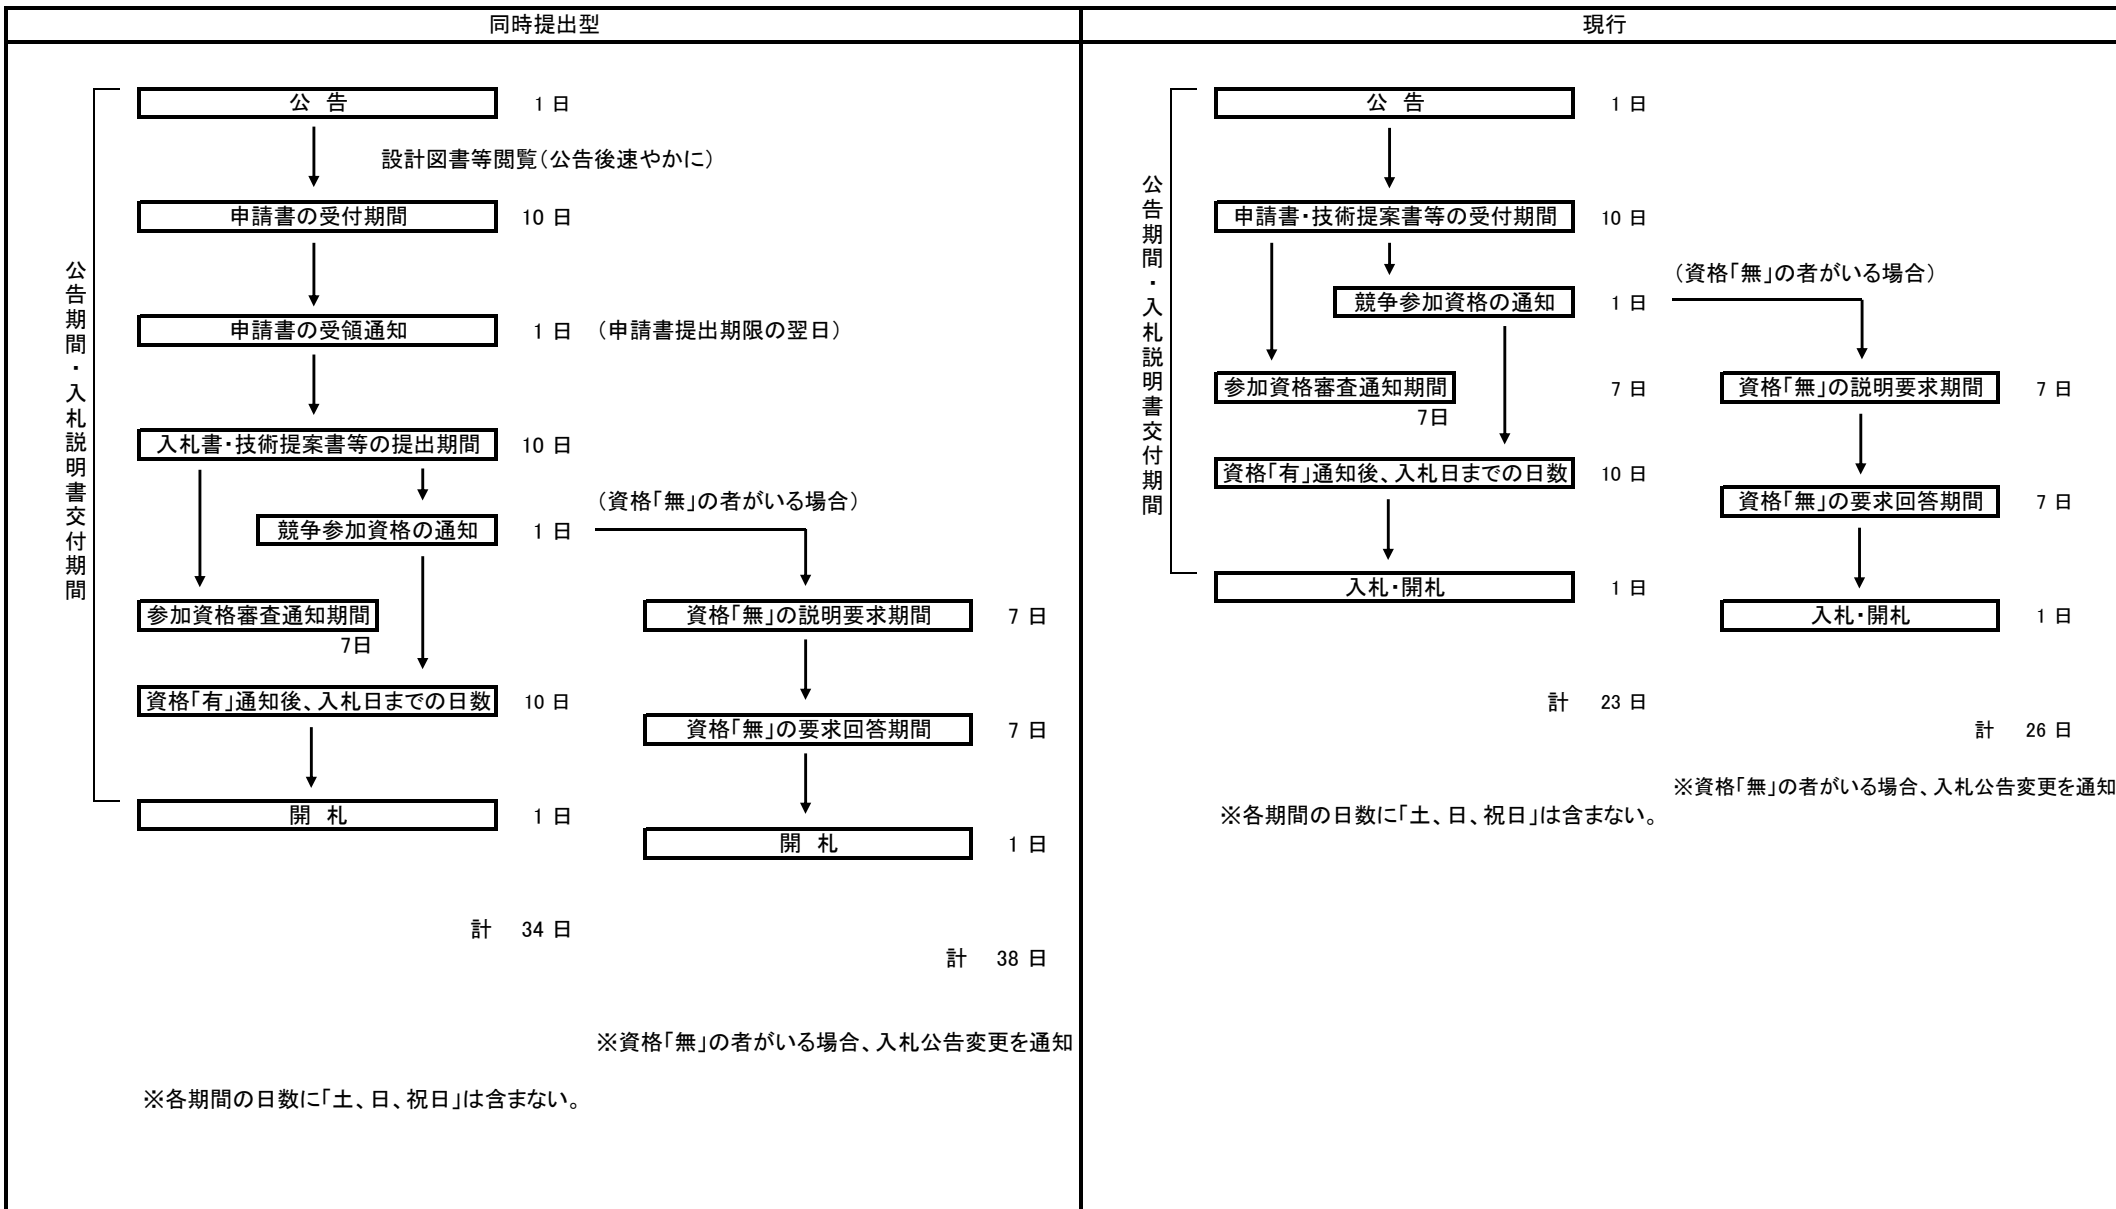 同時提出型
公告期間・入札説明書交付期間
公 告 1 日
設計図書等閲覧(公告後速やかに)
申請書の受付期間 10 日
申請書の受領通知 1 日 (申請書提出期限の翌日)
入札書・技術提案書等の提出期間 10 日
(資格「無」の者がいる場合)
競争参加資格の通知 1 日
参加資格審査通知期間
7日
資格「無」の説明要求期間 7 日
資格「有」通知後、入札日までの日数 10 日
資格「無」の要求回答期間 7 日
開 札 1 日
開 札 1 日
計 34 日
計 38 日
※資格「無」の者がいる場合、入札公告変更を通知
※各期間の日数に「土、日、祝日」は含まない。
現行
公告期間・入札説明書交付期間
公 告 1 日
申請書・技術提案書等の受付期間 10 日
(資格「無」の者がいる場合)
競争参加資格の通知 1 日
参加資格審査通知期間 7 日
7日
資格「無」の説明要求期間 7 日
資格「有」通知後、入札日までの日数 10 日
資格「無」の要求回答期間 7 日
入札・開札 1 日
入札・開札 1 日
計 23 日
計 26 日
※資格「無」の者がいる場合、入札公告変更を通知
※各期間の日数に「土、日、祝日」は含まない。